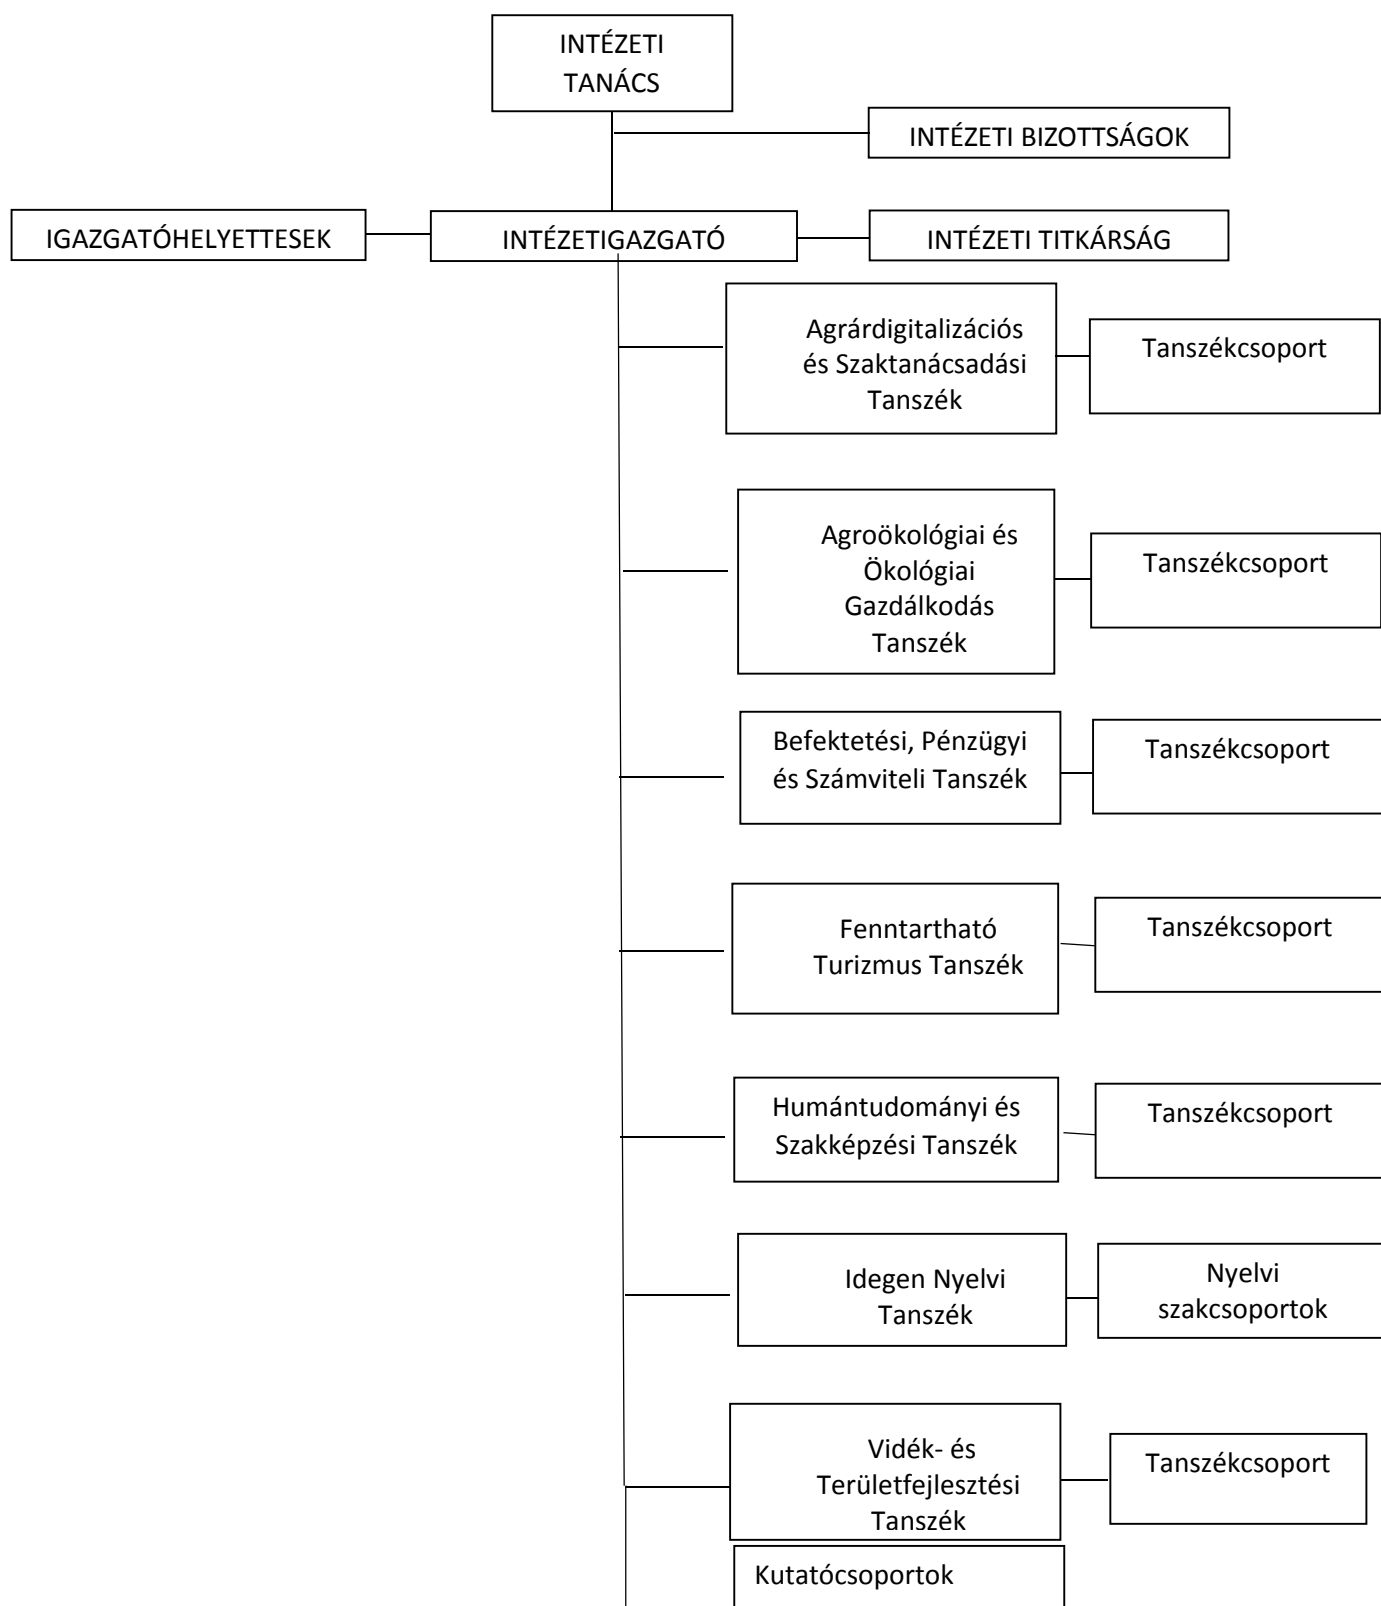 INTÉZETI
TANÁCS
INTÉZETI BIZOTTSÁGOK
IGAZGATÓHELYETTESEK
INTÉZETIGAZGATÓ
INTÉZETI TITKÁRSÁG
Agrárdigitalizációs
és Szaktanácsadási
Tanszék
Tanszékcsoport
Agroökológiai és
Ökológiai
Gazdálkodás
Tanszék
Tanszékcsoport
Befektetési, Pénzügyi
és Számviteli Tanszék
Tanszékcsoport
Fenntartható
Turizmus Tanszék
Tanszékcsoport
Humántudományi és
Szakképzési Tanszék
Tanszékcsoport
Idegen Nyelvi
Tanszék
Nyelvi
szakcsoportok
Vidék- és
Területfejlesztési
Tanszék
Tanszékcsoport
Kutatócsoportok